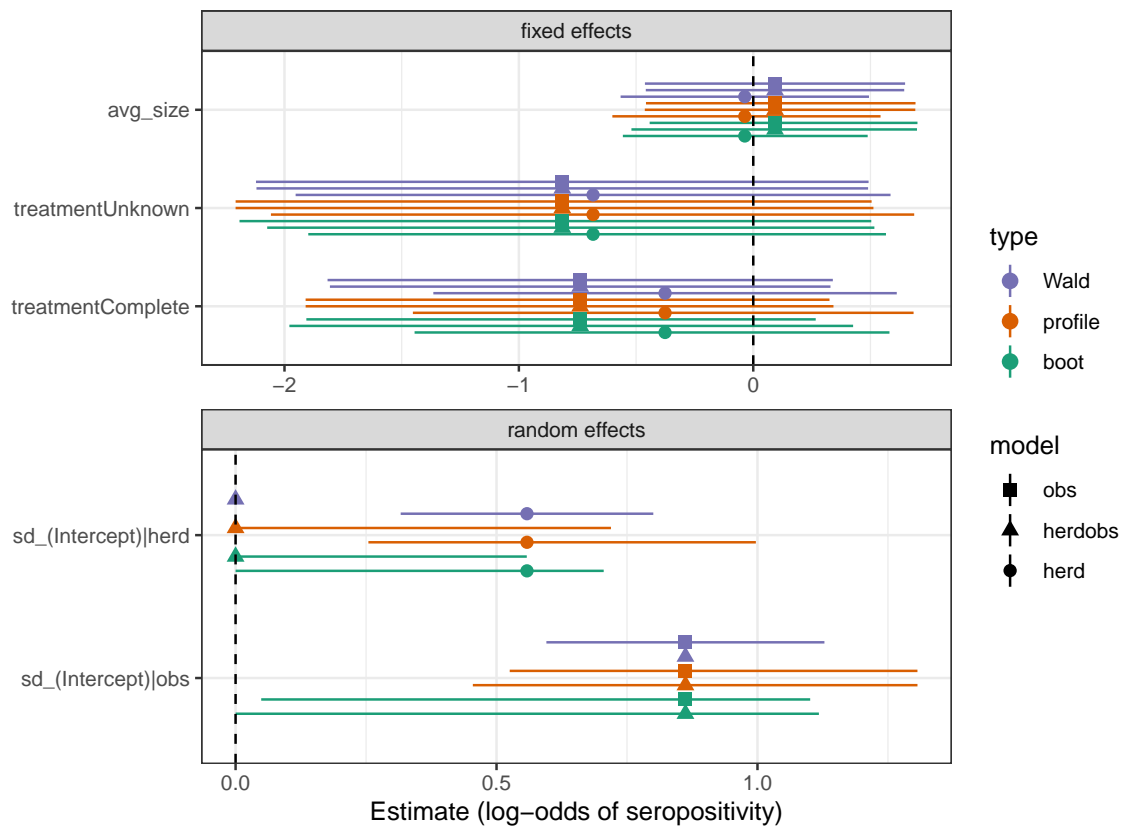 fixed effects
avg_size
treatmentUnknown
treatmentComplete
−2
−1
0
random effects
sd_(Intercept)|herd
sd_(Intercept)|obs
0.0
0.5
1.0
Estimate (log−odds of seropositivity)
type
Wald
profile
boot
model
obs
herdobs
herd